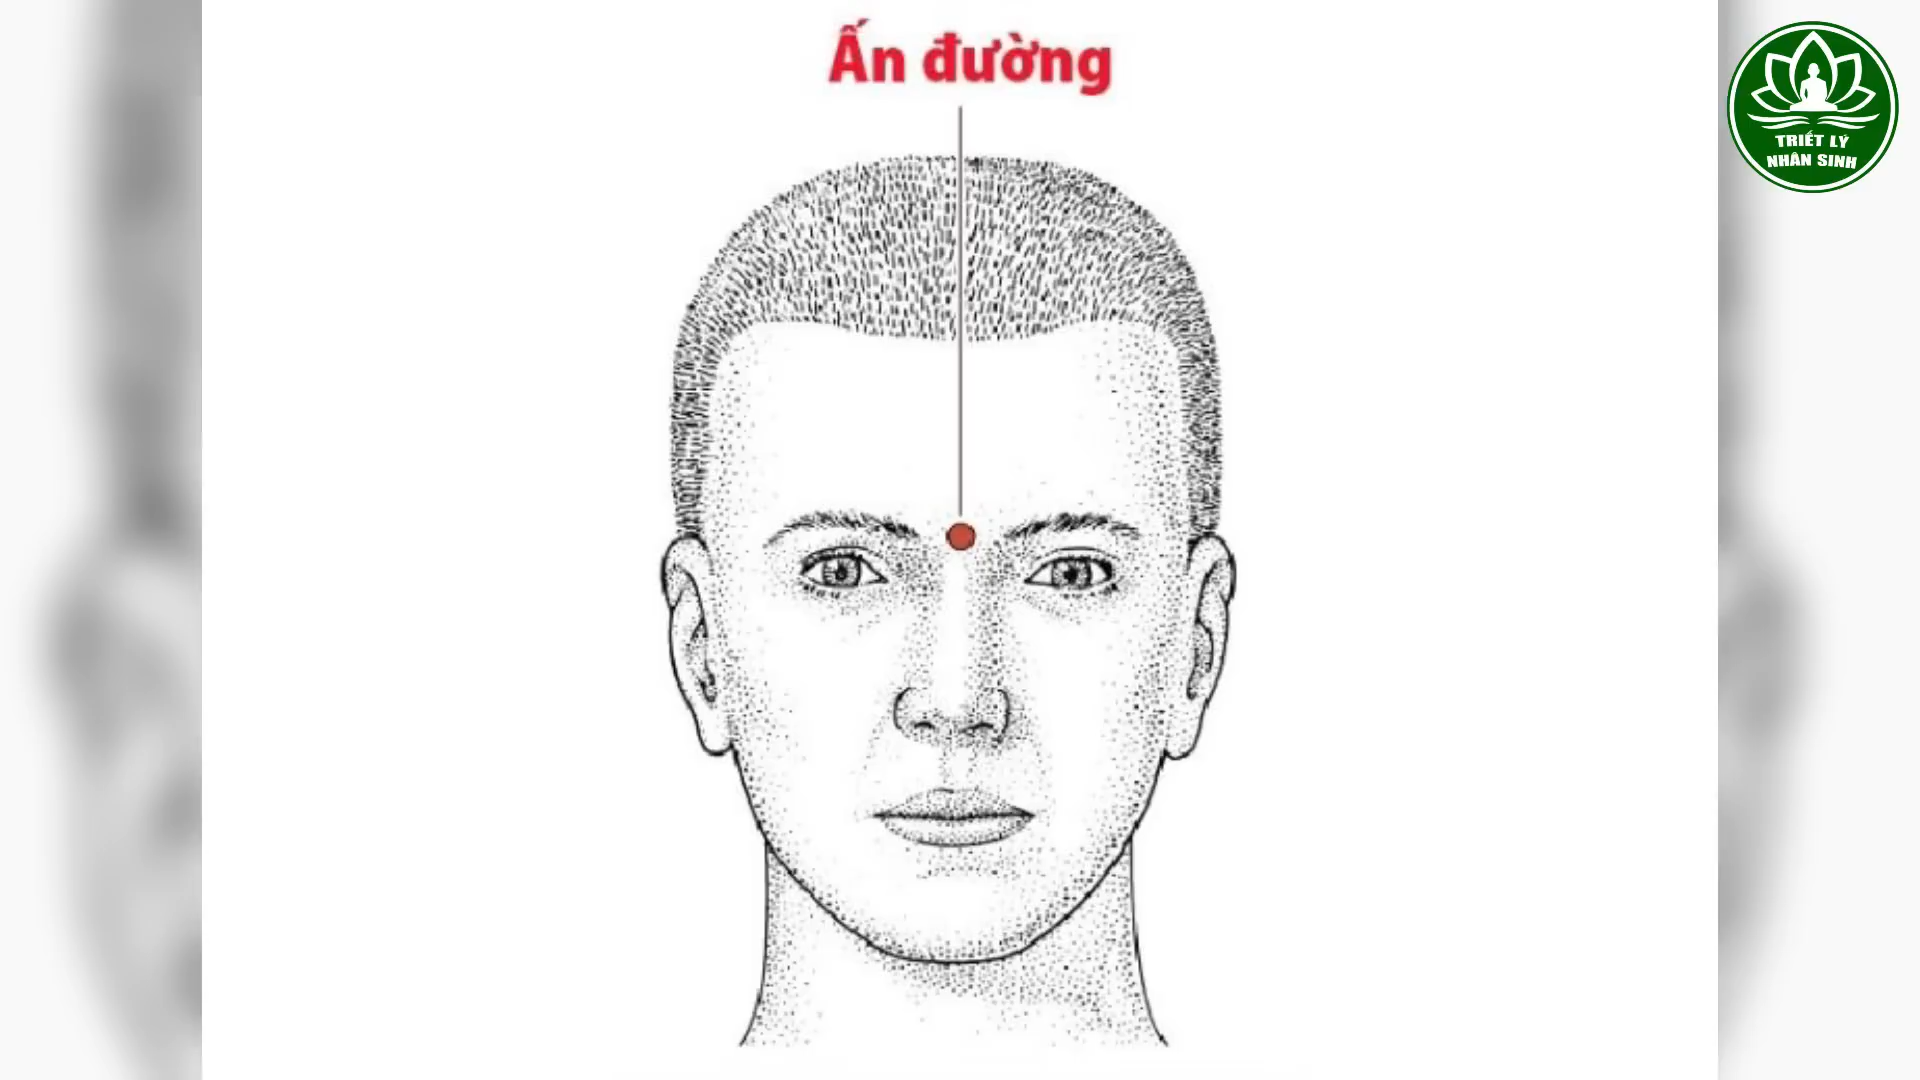 Ấn đường
TRIẾT LÝ
NHÂN SINH